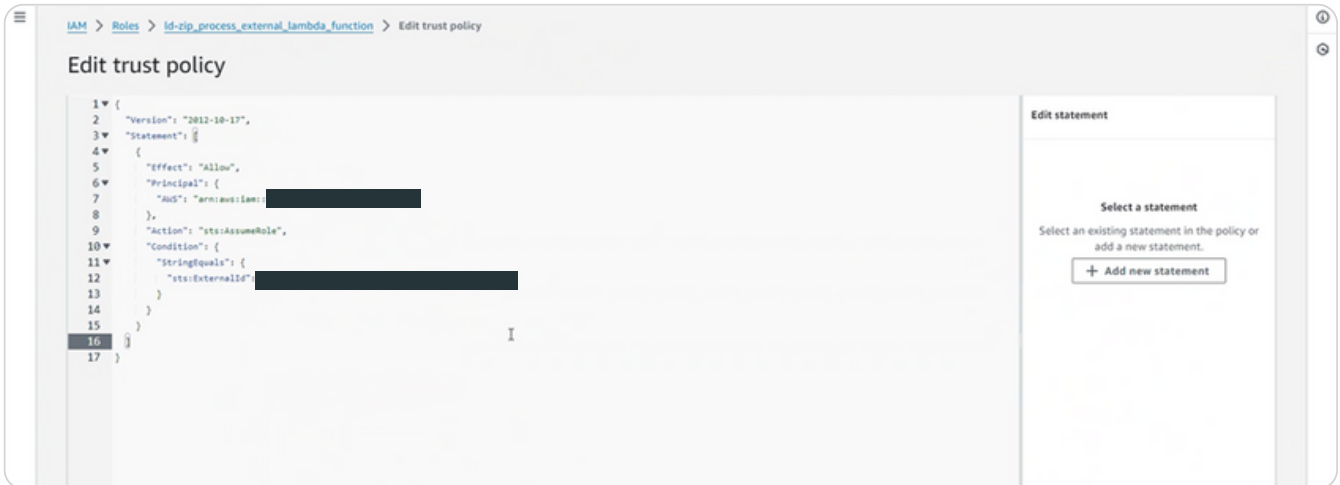 IAM > Roles > ld-zip_process_external_lambda_function > Edit trust policy
Edit trust policy
1 {
2 "Version": "2012-10-17",
3 "Statement": [
4 {
5 "Effect": "Allow",
6 "Principal": {
7 "AWS": "arn:aws:iam::
8 },
9 "Action": "sts:AssumeRole",
10 "Condition": {
11 "StringEquals": {
12 "sts:ExternalId":
13 }
14 }
15 }
16 ]
17 }
Edit statement
Select a statement
Select an existing statement in the policy or
add a new statement.
+ Add new statement